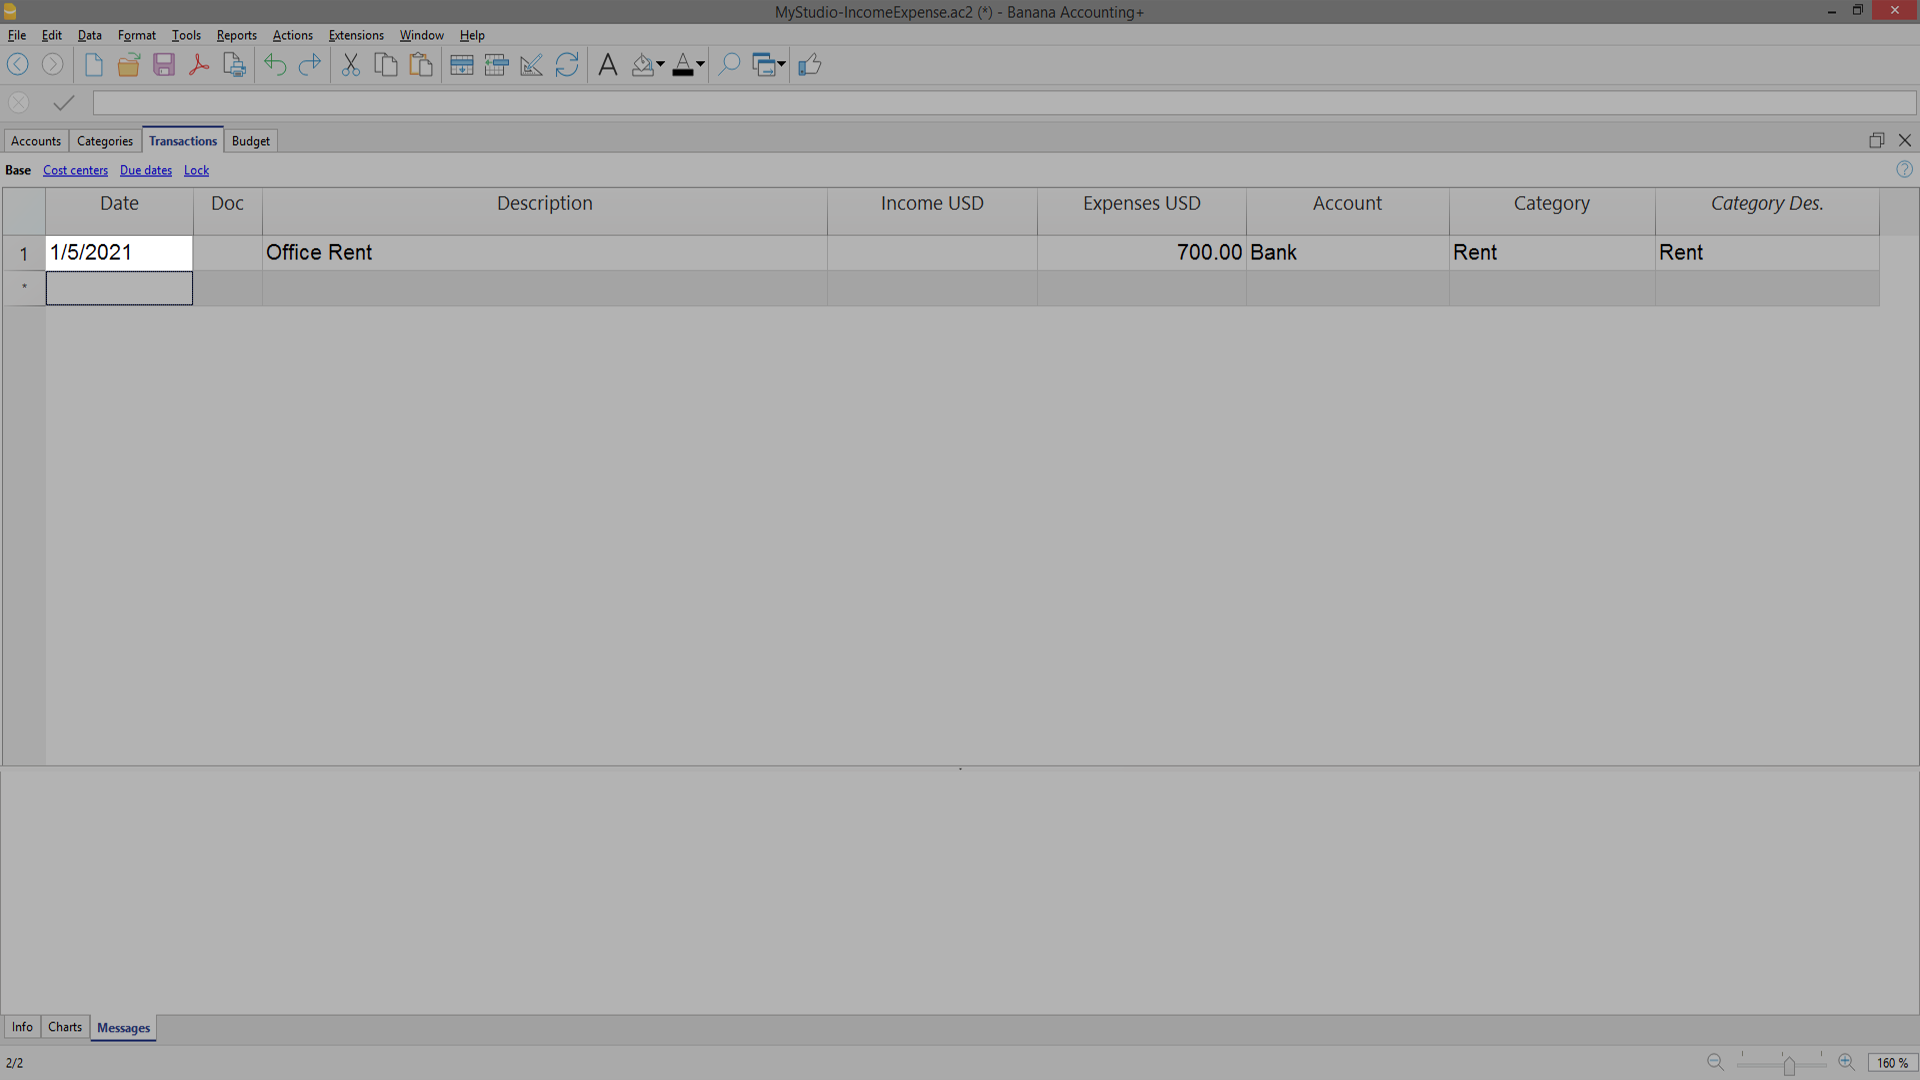 MyStudio-IncomeExpense.ac2 (*) - Banana Accounting+
File Edit Data Format Tools Reports Actions Extensions Window Help
Accounts Categories Transactions Budget
Base Cost centers Due dates Lock
Date Doc Description Income USD Expenses USD Account Category Category Des.
1 1/5/2021 Office Rent 700.00 Bank Rent Rent
*
Info Charts Messages
2/2 160 %